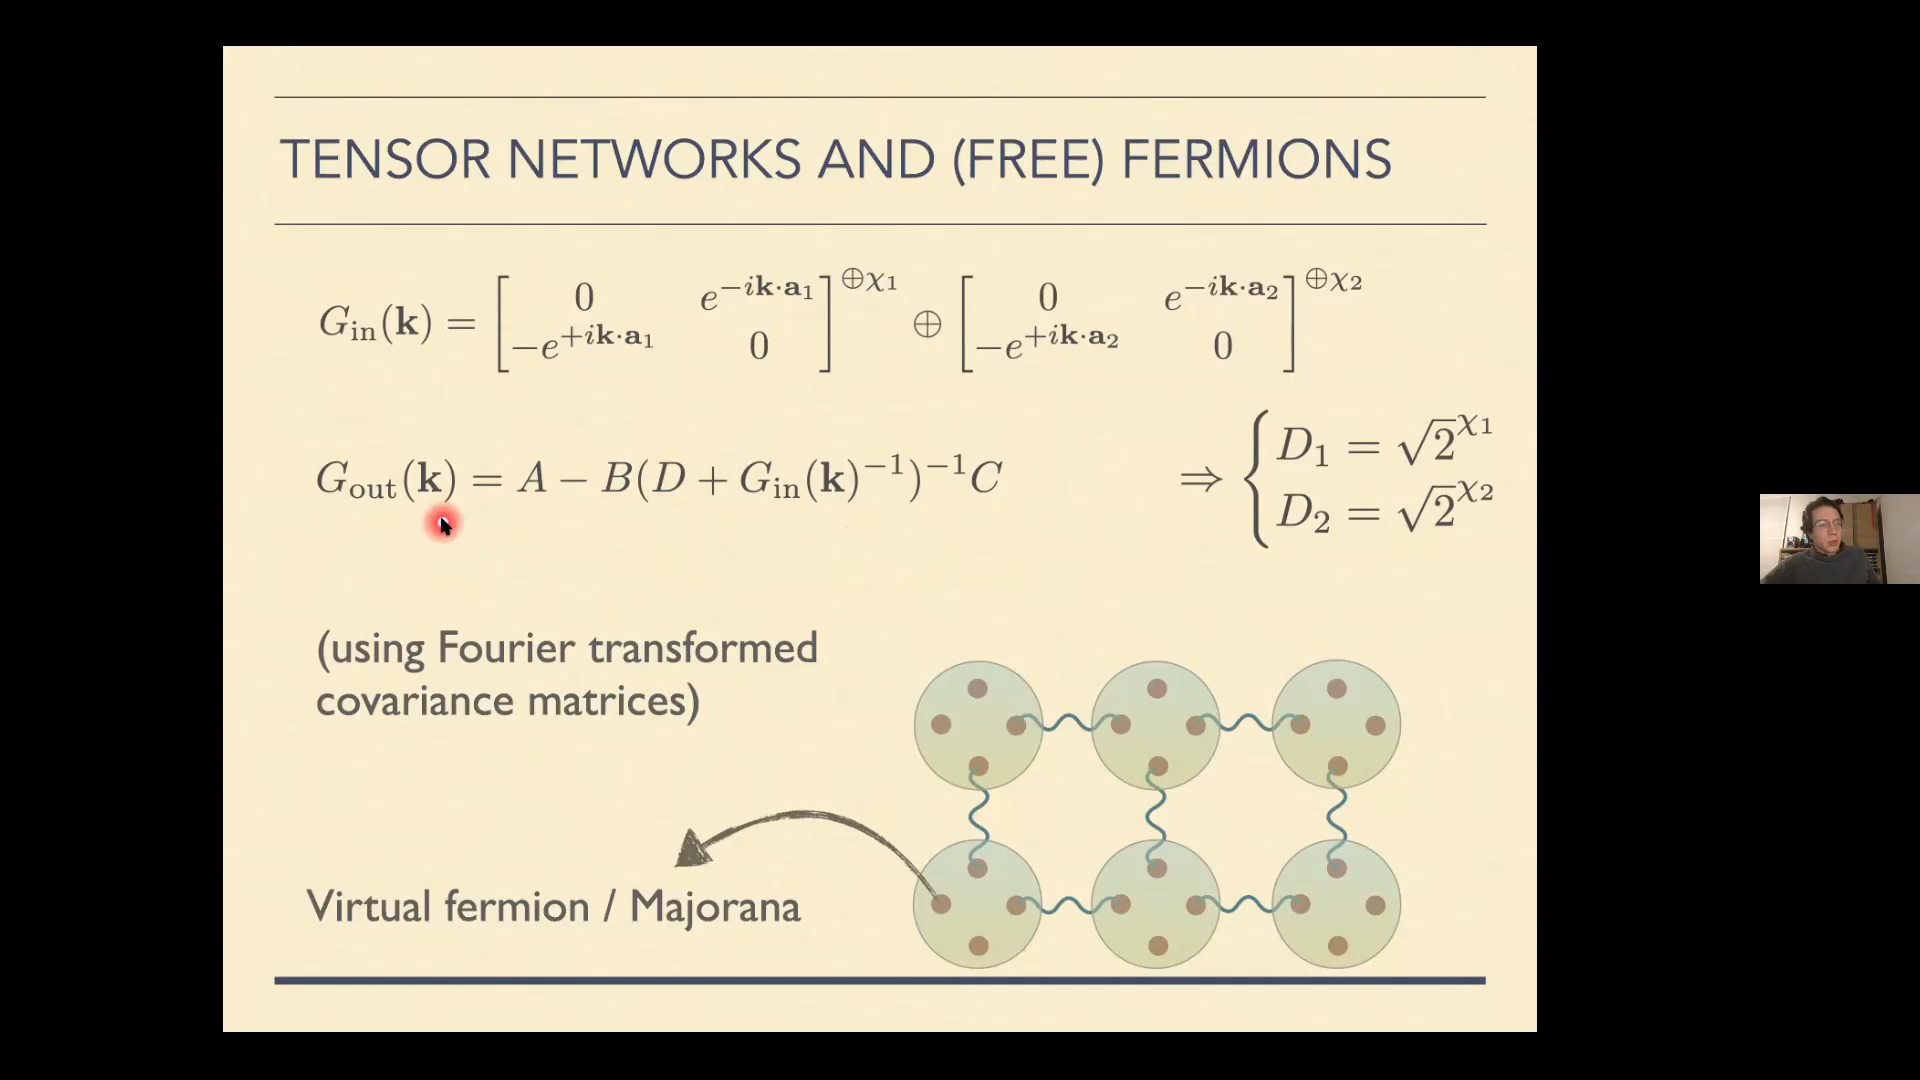 TENSOR NETWORKS AND (FREE) FERMIONS
G_in(k) = [0 e^{−ik·a_1} −e^{+ik·a_1} 0]^{⊕χ_1} ⊕ [0 e^{−ik·a_2} −e^{+ik·a_2} 0]^{⊕χ_2}
G_out(k) = A − B(D + G_in(k)^{−1})^{−1}C ⇒ { D_1 = √2^{χ_1}
D_2 = √2^{χ_2}
(using Fourier transformed
covariance matrices)
Virtual fermion / Majorana